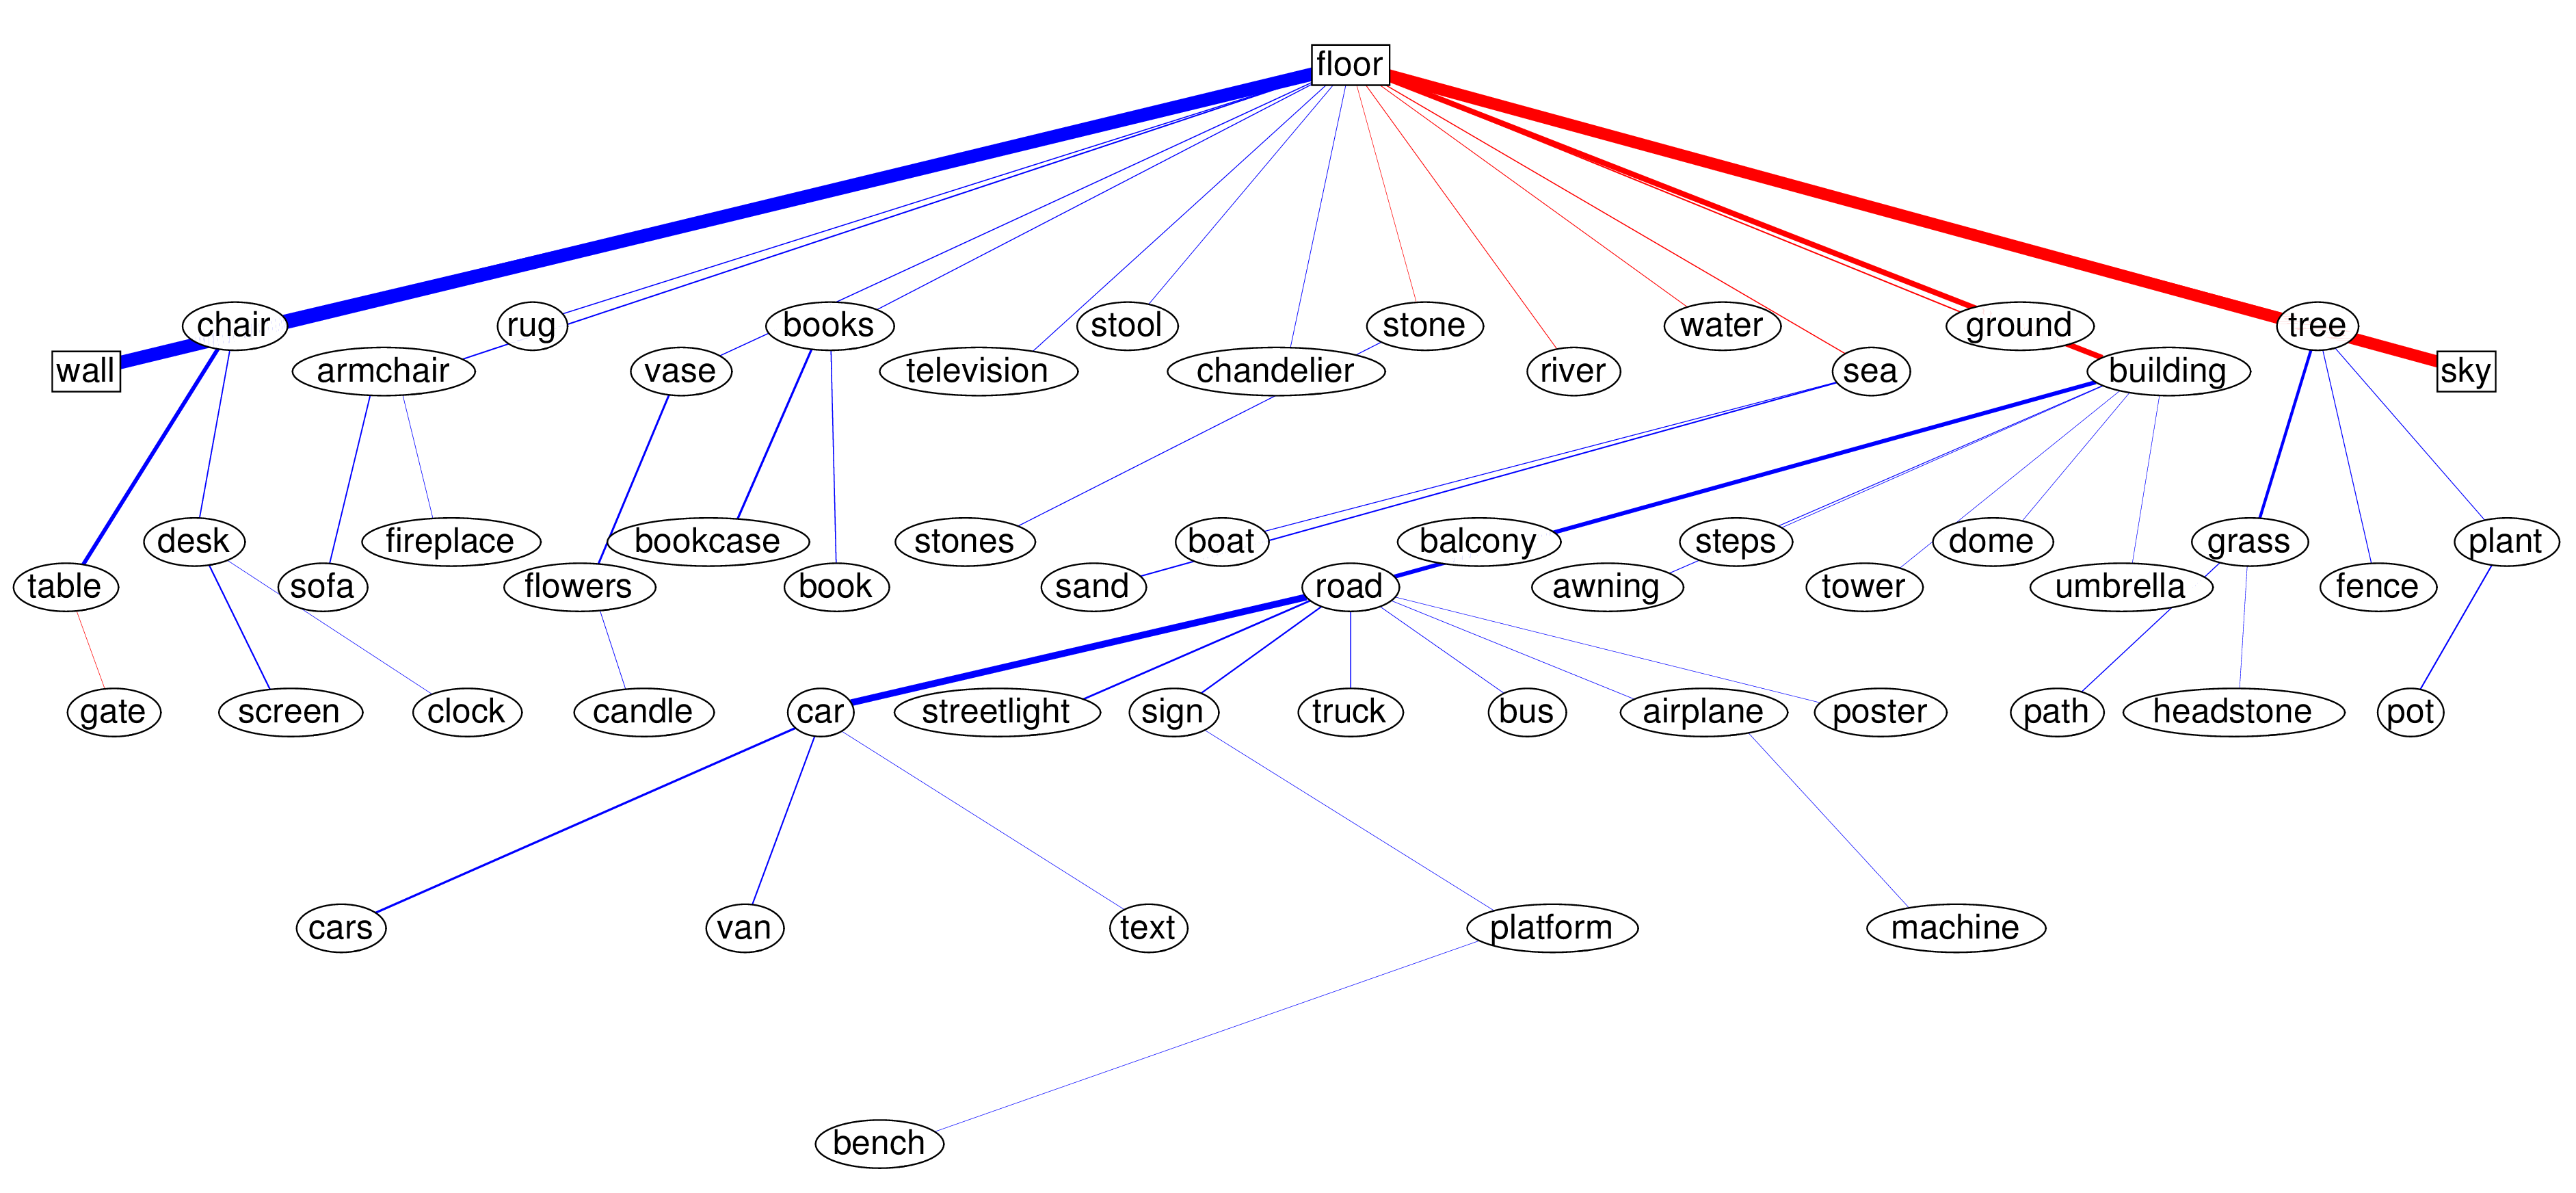 floor
chair
rug
books
stool
stone
water
ground
tree
wall
armchair
vase
television
chandelier
river
sea
building
sky
desk
fireplace
bookcase
stones
boat
balcony
steps
dome
grass
plant
table
sofa
flowers
book
sand
road
awning
tower
umbrella
fence
gate
screen
clock
candle
car
streetlight
sign
truck
bus
airplane
poster
path
headstone
pot
cars
van
text
platform
machine
bench